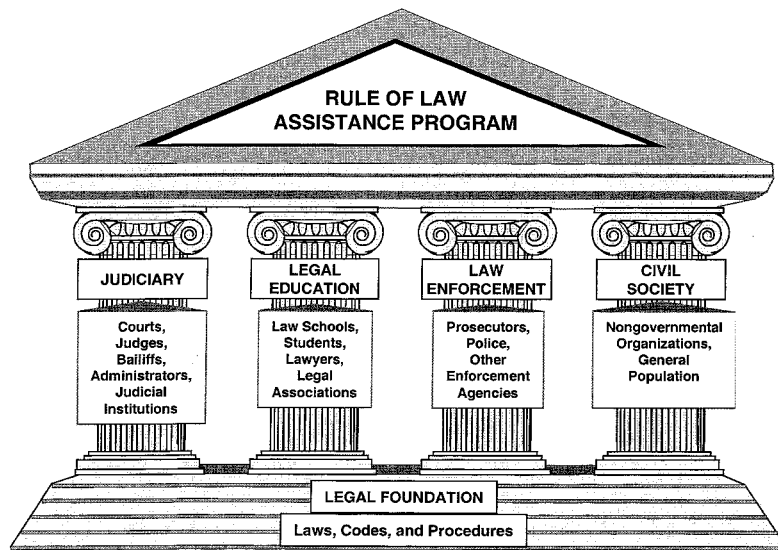 RULE OF LAW
ASSISTANCE PROGRAM
JUDICIARY
Courts,
Judges,
Bailiffs,
Administrators,
Judicial
Institutions
LEGAL
EDUCATION
Law Schools,
Students,
Lawyers,
Legal
Associations
LAW
ENFORCEMENT
Prosecutors,
Police,
Other
Enforcement
Agencies
CIVIL
SOCIETY
Nongovernmental
Organizations,
General
Population
LEGAL FOUNDATION
Laws, Codes, and Procedures